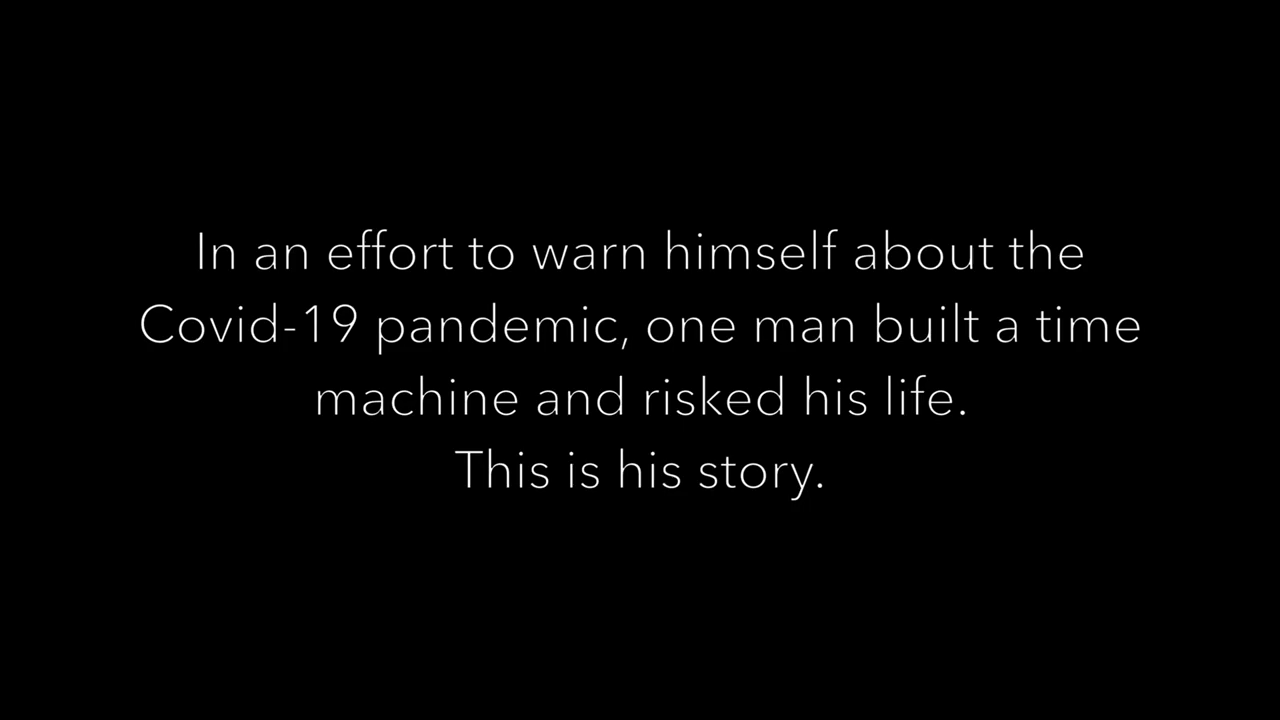 In an effort to warn himself about the
Covid-19 pandemic, one man built a time
machine and risked his life.
This is his story.